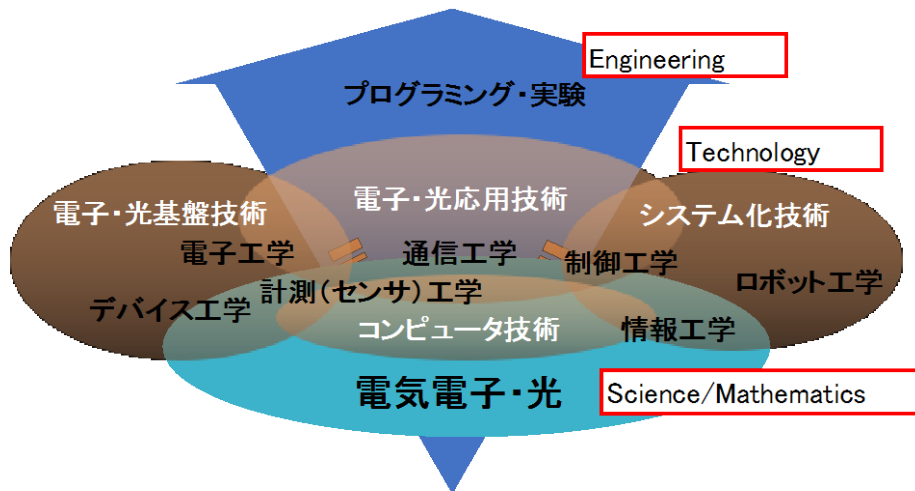 Engineering
プログラミング・実験
Technology
電子・光基盤技術
電子・光応用技術
システム化技術
電子工学
通信工学
制御工学
ロボット工学
計測(センサ)工学
デバイス工学
コンピュータ技術
情報工学
電気電子・光
Science/Mathematics